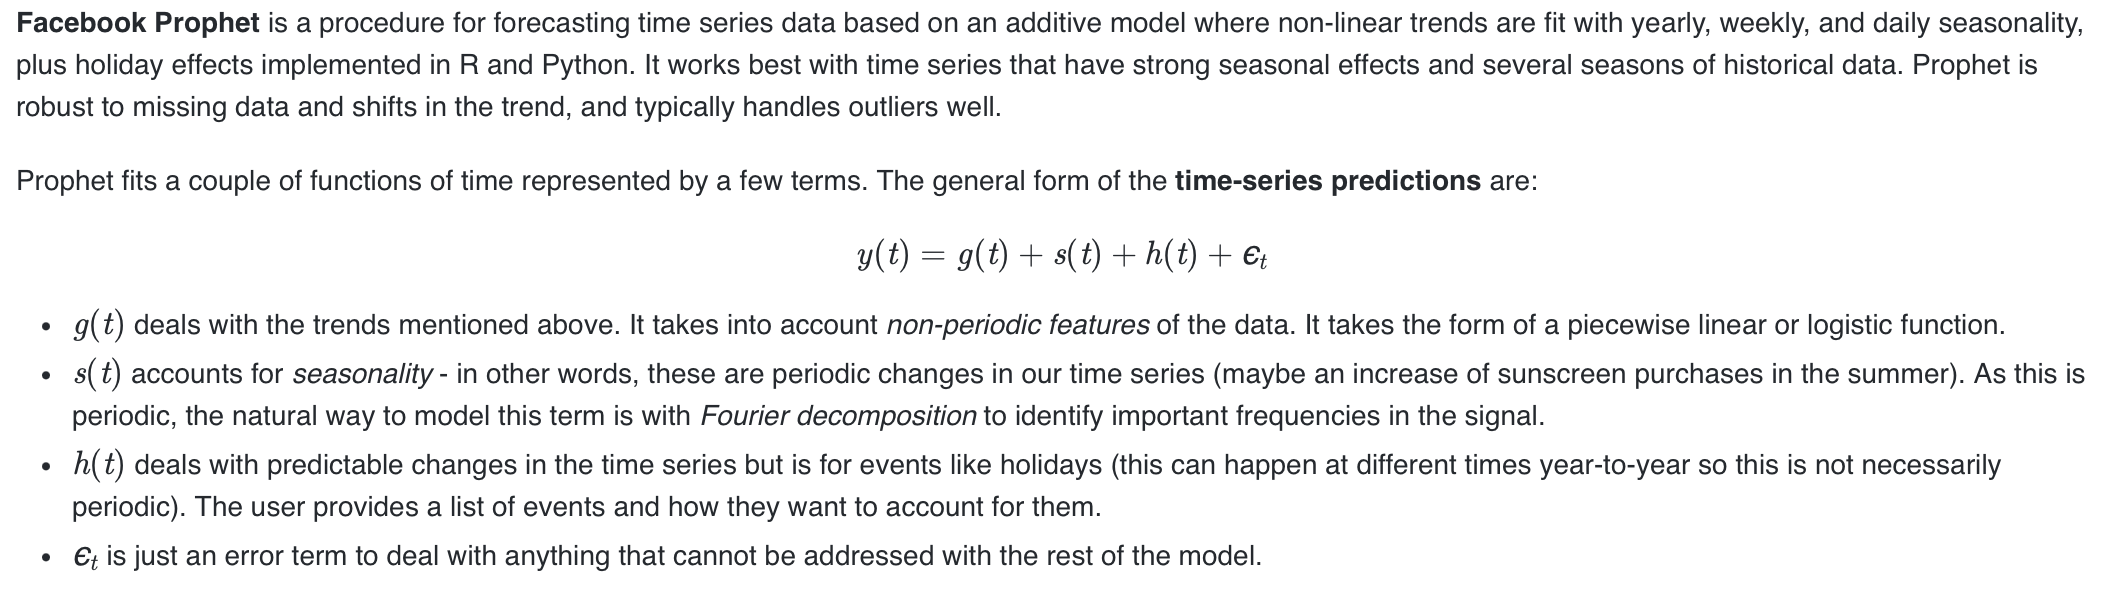 Facebook Prophet is a procedure for forecasting time series data based on an additive model where non-linear trends are fit with yearly, weekly, and daily seasonality,
plus holiday effects implemented in R and Python. It works best with time series that have strong seasonal effects and several seasons of historical data. Prophet is
robust to missing data and shifts in the trend, and typically handles outliers well.
Prophet fits a couple of functions of time represented by a few terms. The general form of the time-series predictions are:
y(t) = g(t) + s(t) + h(t) + ϵₜ
• g(t) deals with the trends mentioned above. It takes into account non-periodic features of the data. It takes the form of a piecewise linear or logistic function.
• s(t) accounts for seasonality - in other words, these are periodic changes in our time series (maybe an increase of sunscreen purchases in the summer). As this is
periodic, the natural way to model this term is with Fourier decomposition to identify important frequencies in the signal.
• h(t) deals with predictable changes in the time series but is for events like holidays (this can happen at different times year-to-year so this is not necessarily
periodic). The user provides a list of events and how they want to account for them.
• ϵₜ is just an error term to deal with anything that cannot be addressed with the rest of the model.